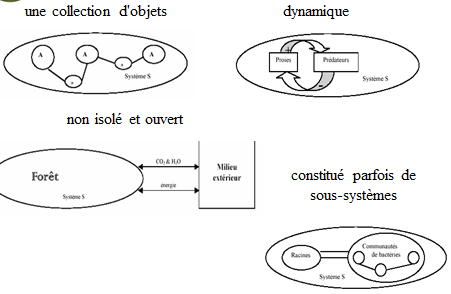 une collection d'objets
A
A
A
Système S
dynamique
+
Proies
Prédateurs
-
Système S
non isolé et ouvert
Forêt
Système S
CO₂ & H₂O
énergie
Milieu
extérieur
constitué parfois de
sous-systèmes
Racines
Communautés
de bactéries
Système S